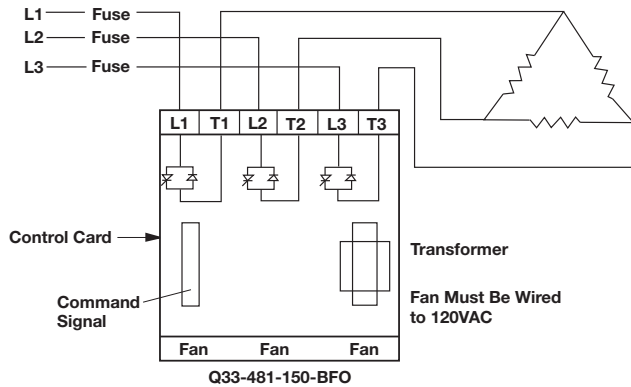 L1 Fuse
L2 Fuse
L3 Fuse
L1 T1 L2 T2 L3 T3
Control Card
Command
Signal
Transformer
Fan Must Be Wired
to 120VAC
Fan Fan Fan
Q33-481-150-BFO